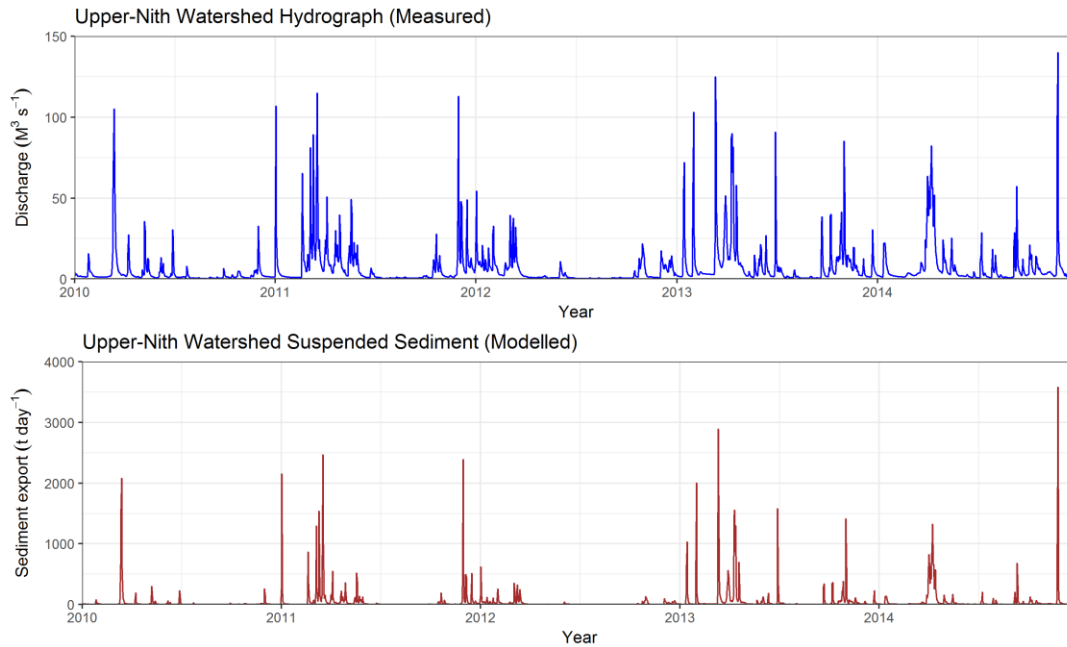 Upper-Nith Watershed Hydrograph (Measured)
150
100
50
0
Discharge (M³ s⁻¹)
2010 2011 2012 2013 2014
Year
Upper-Nith Watershed Suspended Sediment (Modelled)
4000
3000
2000
1000
0
Sediment export (t day⁻¹)
2010 2011 2012 2013 2014
Year